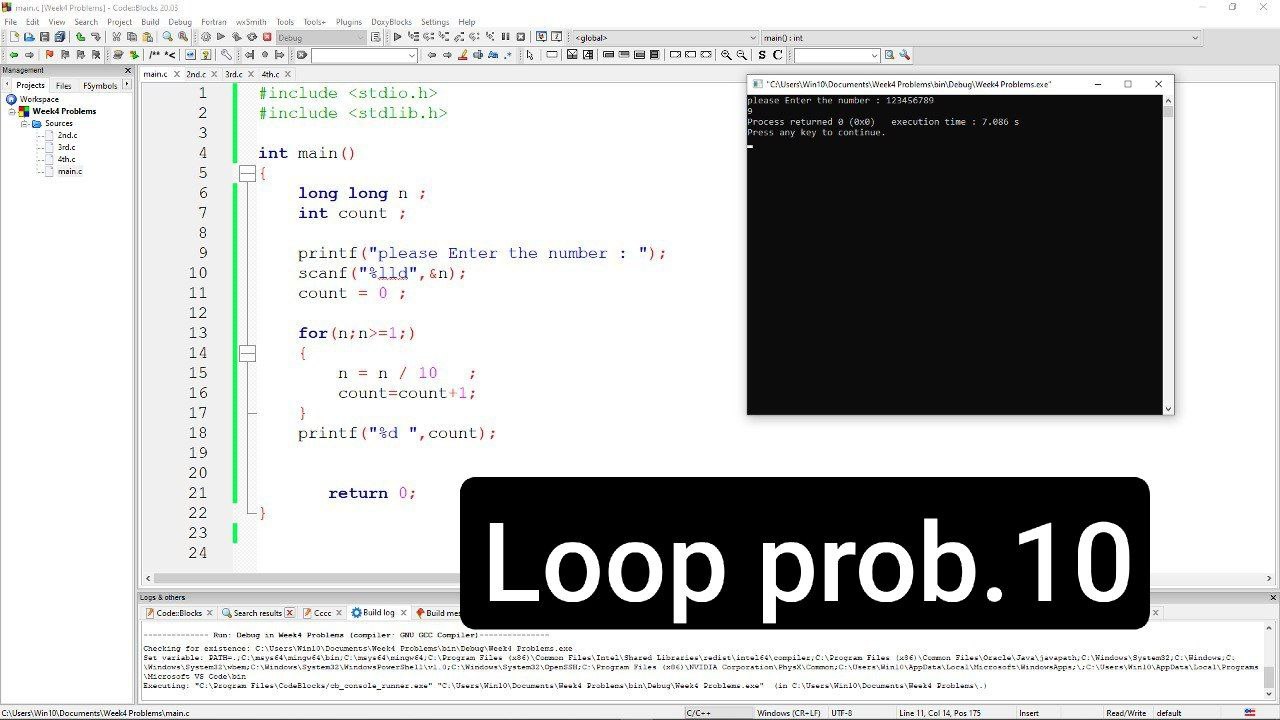 main.c [Week4 Problems] - Code::Blocks 20.03
File Edit View Search Project Build Debug Fortran wxSmith Tools Tools+ Plugins DoxyBlocks Settings Help
Debug
<global> main() : int
/** *<
S C
Management
Projects Files FSymbols
Workspace
Week4 Problems
Sources
2nd.c
3rd.c
4th.c
main.c
main.c 2nd.c 3rd.c 4th.c
1 #include <stdio.h>
2 #include <stdlib.h>
3
4 int main()
5 {
6 long long n ;
7 int count ;
8
9 printf("please Enter the number : ");
10 scanf("%lld",&n);
11 count = 0 ;
12
13 for(n;n>=1;)
14 {
15 n = n / 10 ;
16 count=count+1;
17 }
18 printf("%d ",count);
19
20
21 return 0;
22 }
23
24
"C:\Users\Win10\Documents\Week4 Problems\bin\Debug\Week4 Problems.exe"
please Enter the number : 123456789
9
Process returned 0 (0x0) execution time : 7.086 s
Press any key to continue.
Loop prob.10
Logs & others
Code::Blocks Search results Cccc Build log Build me
-------------- Run: Debug in Week4 Problems (compiler: GNU GCC Compiler)---------------
Checking for existence: C:\Users\Win10\Documents\Week4 Problems\bin\Debug\Week4 Problems.exe
Set variable: PATH=.;C:\msys64\mingw64\bin;C:\msys64\mingw64;C:\Program Files (x86)\Common Files\Intel\Shared Libraries\redist\intel64\compiler;C:\Program Files (x86)\Common Files\Oracle\Java\javapath;C:\Windows\System32;C:\Windows;C:
\Windows\System32\wbem;C:\Windows\System32\WindowsPowerShell\v1.0;C:\Windows\System32\OpenSSH;C:\Program Files (x86)\NVIDIA Corporation\PhysX\Common;C:\Users\Win10\AppData\Local\Microsoft\WindowsApps;\;C:\Users\Win10\AppData\Local\Programs
\Microsoft VS Code\bin
Executing: "C:\Program Files\CodeBlocks/cb_console_runner.exe" "C:\Users\Win10\Documents\Week4 Problems\bin\Debug\Week4 Problems.exe" (in C:\Users\Win10\Documents\Week4 Problems\.)
C:\Users\Win10\Documents\Week4 Problems\main.c C/C++ Windows (CR+LF) UTF-8 Line 11, Col 14, Pos 175 Insert Read/Write default